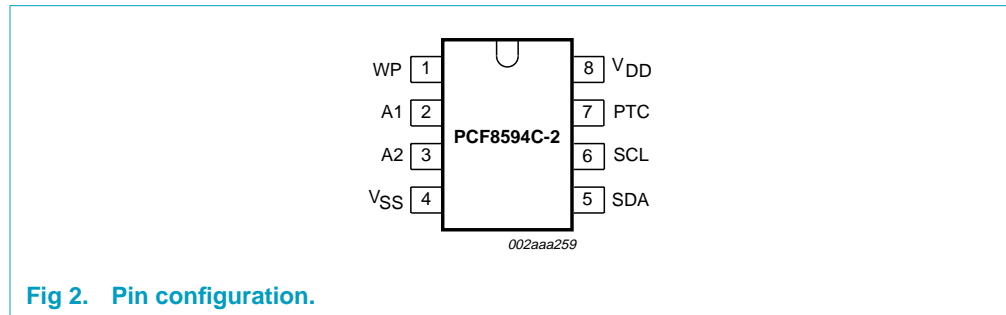 WP 1 8 VDD
A1 2 7 PTC
PCF8594C-2
A2 3 6 SCL
VSS 4 5 SDA
002aaa259
Fig 2. Pin configuration.